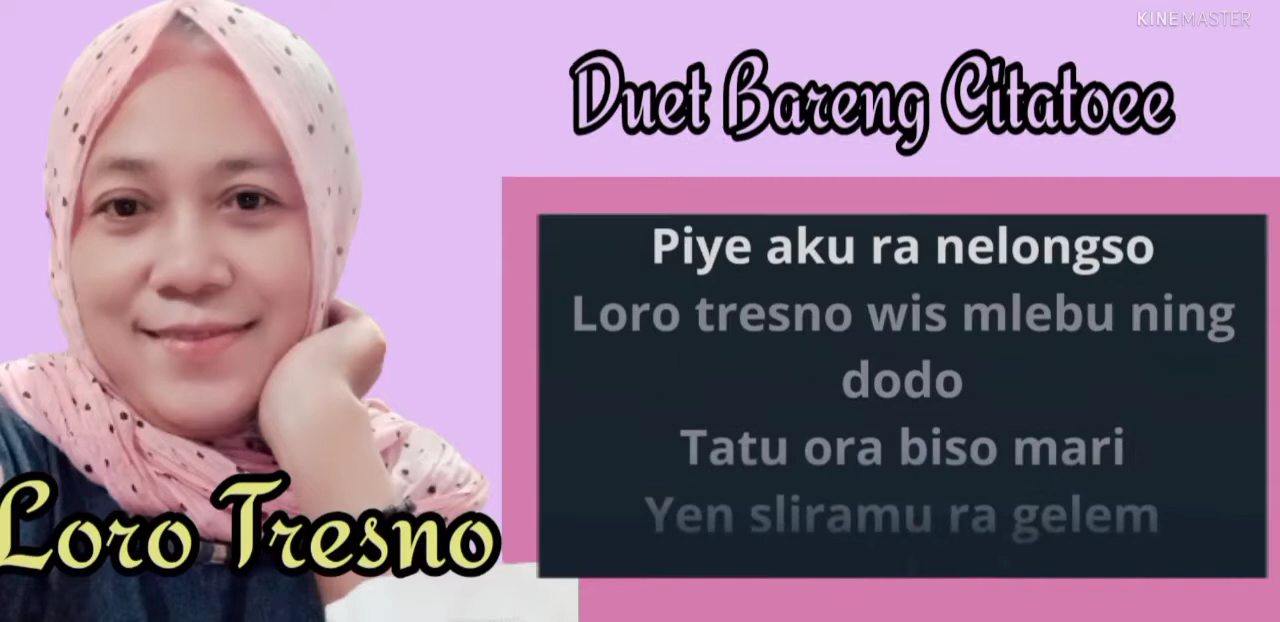 KINEMASTER
Duet Bareng Citatoee
Piye aku ra nelongso
Loro tresno wis mlebu ning
dodo
Tatu ora biso mari
Yen sliramu ra gelem
Loro Tresno